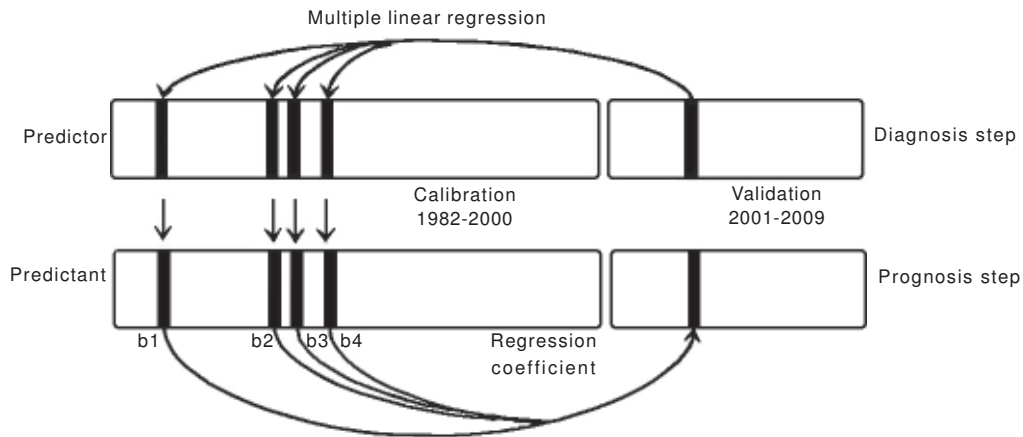 Multiple linear regression
Predictor
Diagnosis step
Calibration
1982-2000
Validation
2001-2009
Predictant
Prognosis step
b1
b2
b3
b4
Regression
coefficient